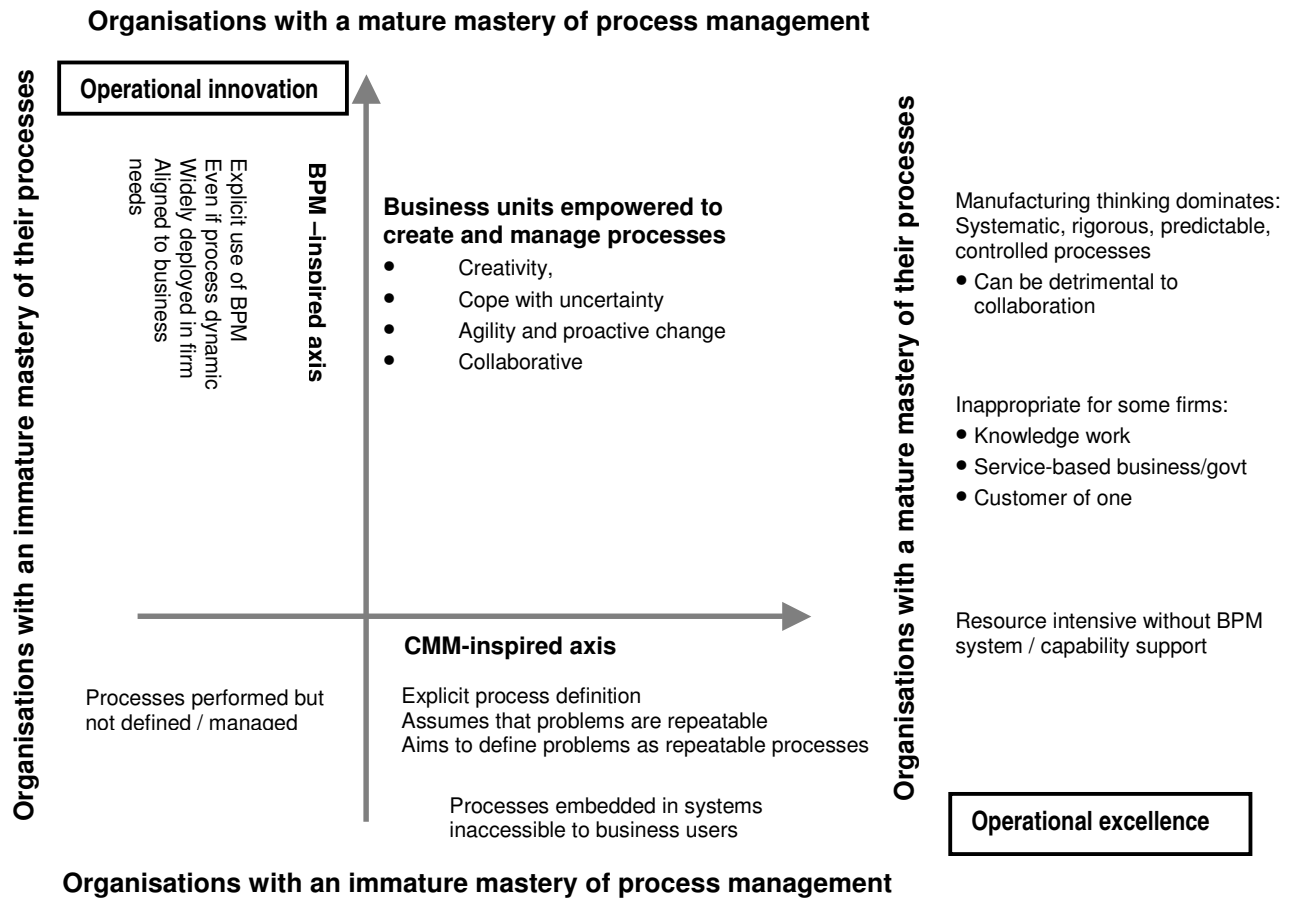 Organisations with a mature mastery of process management
Organisations with an immature mastery of their processes
Operational innovation
BPM –inspired axis
Explicit use of BPM
Even if process dynamic
Widely deployed in firm
Aligned to business
needs
Business units empowered to
create and manage processes
• Creativity,
• Cope with uncertainty
• Agility and proactive change
• Collaborative
CMM-inspired axis
Processes performed but
not defined / managed
Explicit process definition
Assumes that problems are repeatable
Aims to define problems as repeatable processes
Processes embedded in systems
inaccessible to business users
Organisations with a mature mastery of their processes
Manufacturing thinking dominates:
Systematic, rigorous, predictable,
controlled processes
• Can be detrimental to
collaboration
Inappropriate for some firms:
• Knowledge work
• Service-based business/govt
• Customer of one
Resource intensive without BPM
system / capability support
Operational excellence
Organisations with an immature mastery of process management